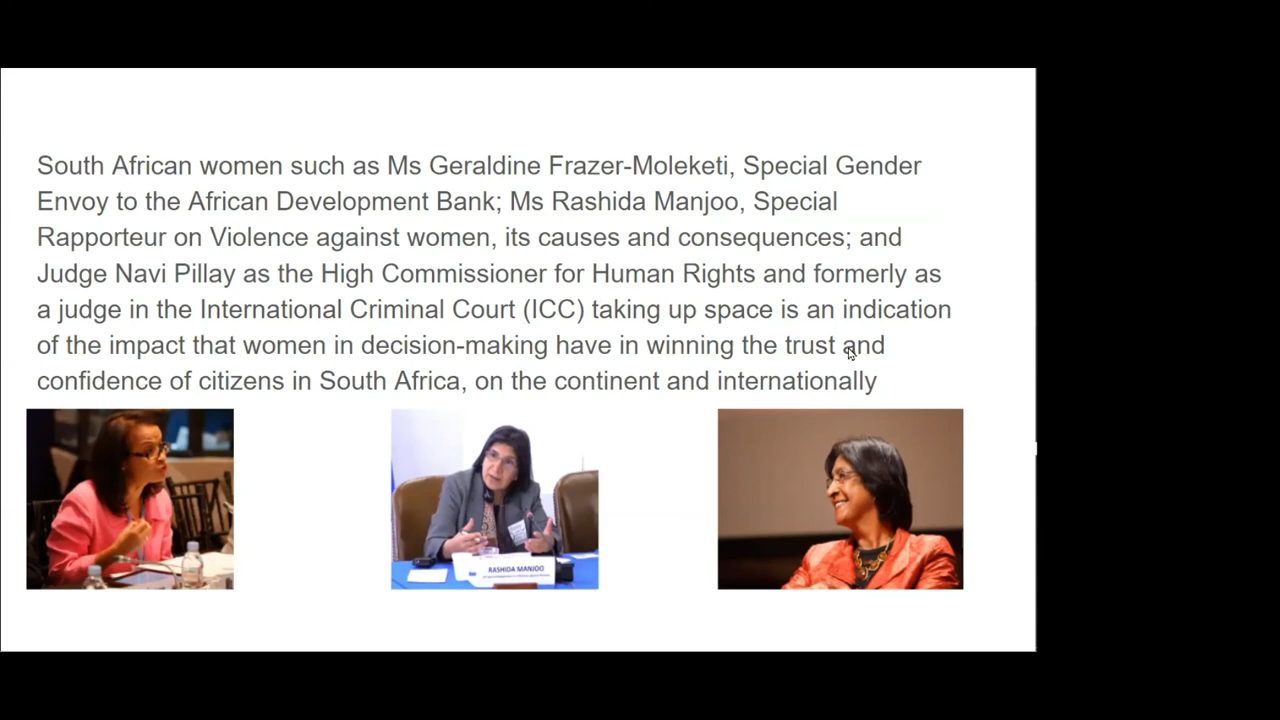 South African women such as Ms Geraldine Frazer-Moleketi, Special Gender
Envoy to the African Development Bank; Ms Rashida Manjoo, Special
Rapporteur on Violence against women, its causes and consequences; and
Judge Navi Pillay as the High Commissioner for Human Rights and formerly as
a judge in the International Criminal Court (ICC) taking up space is an indication
of the impact that women in decision-making have in winning the trust and
confidence of citizens in South Africa, on the continent and internationally
RASHIDA MANJOO